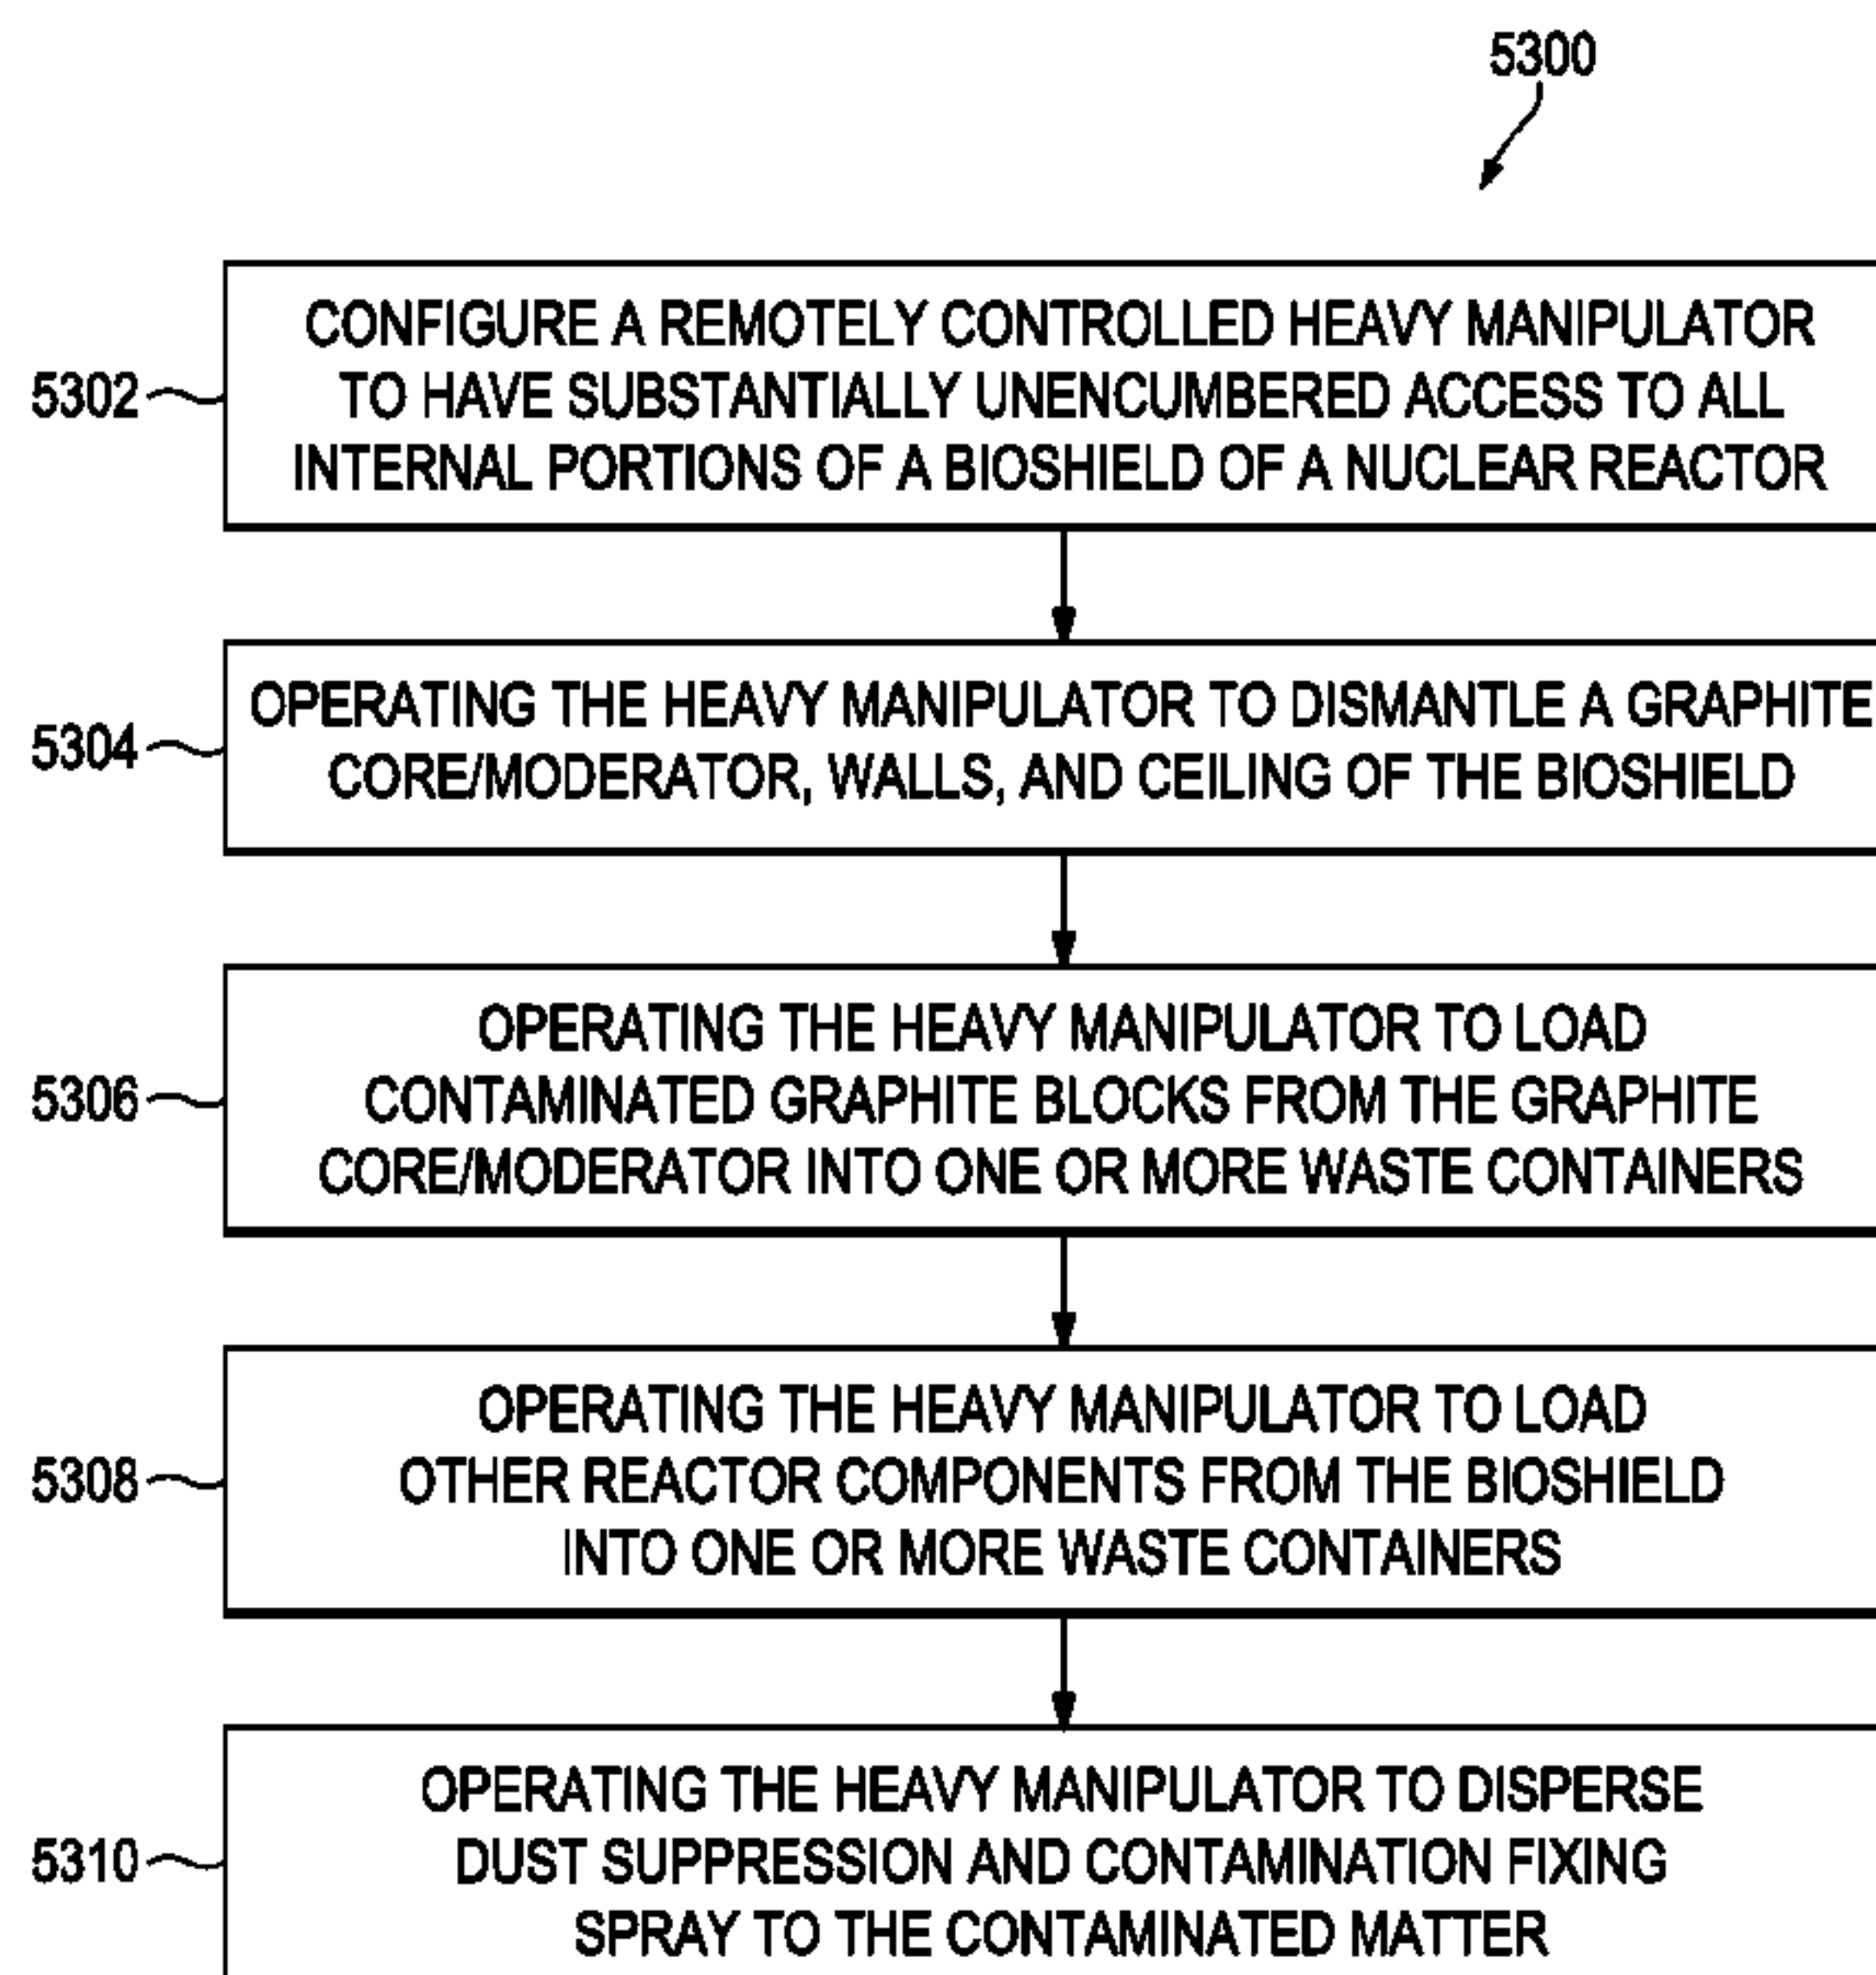 5300
CONFIGURE A REMOTELY CONTROLLED HEAVY MANIPULATOR
TO HAVE SUBSTANTIALLY UNENCUMBERED ACCESS TO ALL
INTERNAL PORTIONS OF A BIOSHIELD OF A NUCLEAR REACTOR
5302
OPERATING THE HEAVY MANIPULATOR TO DISMANTLE A GRAPHITE
CORE/MODERATOR, WALLS, AND CEILING OF THE BIOSHIELD
5304
OPERATING THE HEAVY MANIPULATOR TO LOAD
CONTAMINATED GRAPHITE BLOCKS FROM THE GRAPHITE
CORE/MODERATOR INTO ONE OR MORE WASTE CONTAINERS
5306
OPERATING THE HEAVY MANIPULATOR TO LOAD
OTHER REACTOR COMPONENTS FROM THE BIOSHIELD
INTO ONE OR MORE WASTE CONTAINERS
5308
OPERATING THE HEAVY MANIPULATOR TO DISPERSE
DUST SUPPRESSION AND CONTAMINATION FIXING
SPRAY TO THE CONTAMINATED MATTER
5310